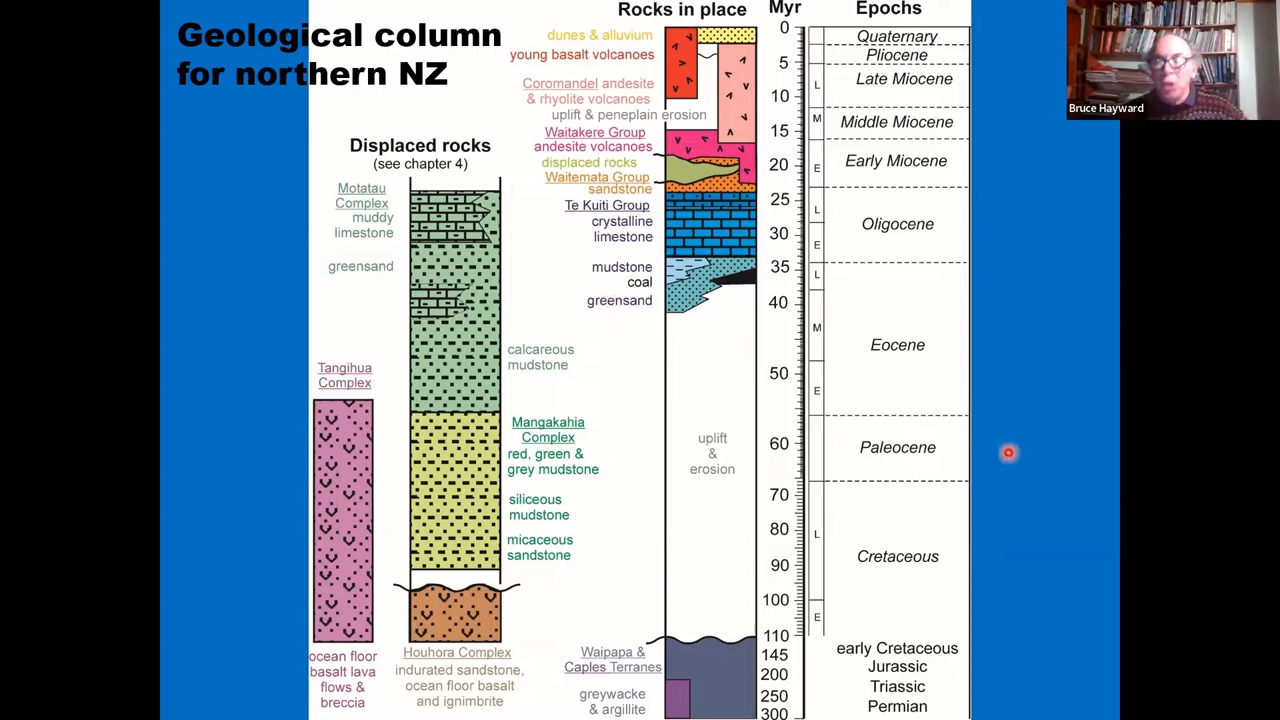 Geological column
for northern NZ
Rocks in place
Myr
Epochs
Bruce Hayward
Displaced rocks
(see chapter 4)
Motatau
Complex
muddy
limestone
greensand
calcareous
mudstone
Tangihua
Complex
Mangakahia
Complex
red, green &
grey mudstone
siliceous
mudstone
micaceous
sandstone
ocean floor
basalt lava
flows &
breccia
Houhora Complex
indurated sandstone,
ocean floor basalt
and ignimbrite
dunes & alluvium
young basalt volcanoes
Coromandel andesite
& rhyolite volcanoes
uplift & peneplain erosion
Waitakere Group
andesite volcanoes
displaced rocks
Waitemata Group
sandstone
Te Kuiti Group
crystalline
limestone
mudstone
coal
greensand
uplift
&
erosion
Waipapa &
Caples Terranes
greywacke
& argillite
0
5
10
15
20
25
30
35
40
50
60
70
80
90
100
110
145
200
250
300
L
M
E
L
E
L
M
E
L
E
Quaternary
Pliocene
Late Miocene
Middle Miocene
Early Miocene
Oligocene
Eocene
Paleocene
Cretaceous
early Cretaceous
Jurassic
Triassic
Permian